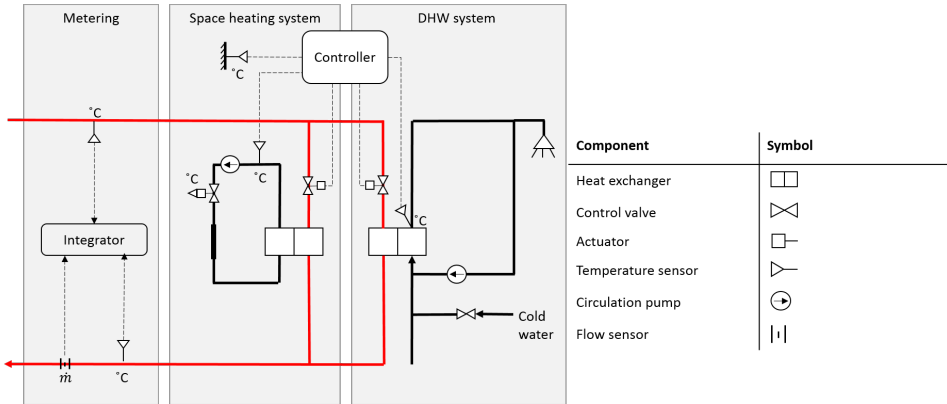 Metering
Space heating system
DHW system
Controller
˚C
˚C
˚C
˚C
˚C
Integrator
Cold
water
ṁ
˚C
Component
Symbol
Heat exchanger
Control valve
Actuator
Temperature sensor
Circulation pump
Flow sensor